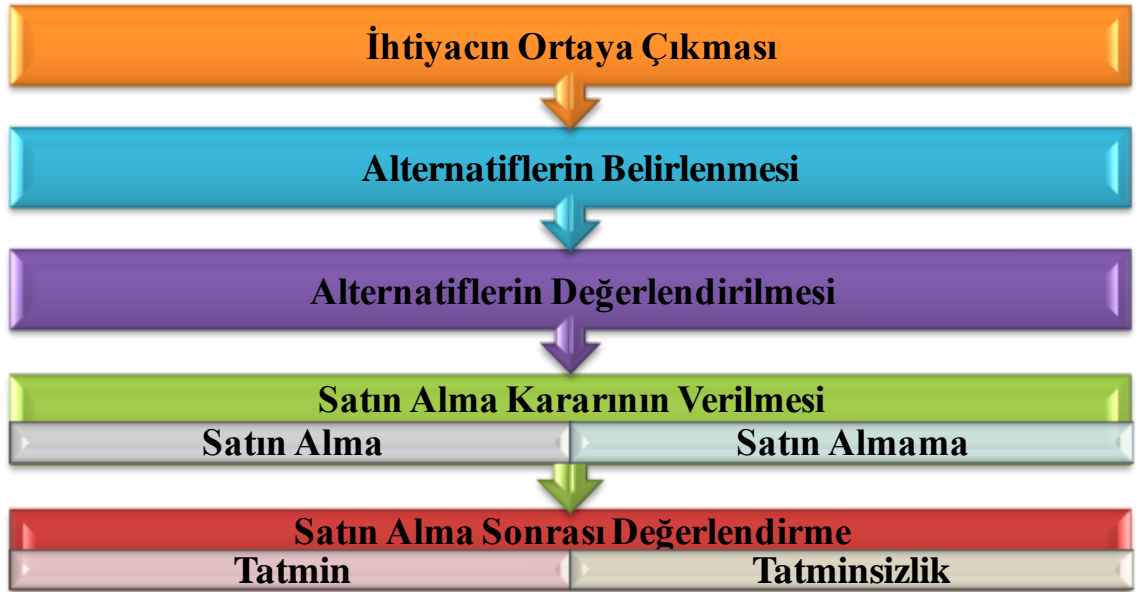 İhtiyacın Ortaya Çıkması
Alternatiflerin Belirlenmesi
Alternatiflerin Değerlendirilmesi
Satın Alma Kararının Verilmesi
Satın Alma
Satın Almama
Satın Alma Sonrası Değerlendirme
Tatmin
Tatminsizlik